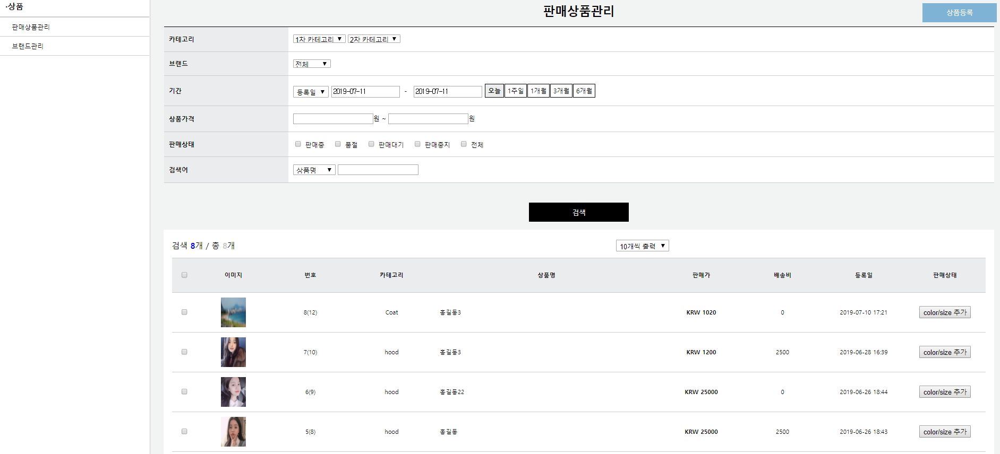 ·상품
판매상품관리
브랜드관리
판매상품관리
상품등록
카테고리 1차 카테고리 ▼ 2차 카테고리 ▼
브랜드 전체 ▼
기간 등록일 ▼ 2019-07-11 - 2019-07-11 오늘 1주일 1개월 3개월 6개월
상품가격 원 ~ 원
판매상태 판매중 품절 판매대기 판매중지 전체
검색어 상품명 ▼
검색
검색 8개 / 총 8개 10개씩 출력 ▼
이미지 번호 카테고리 상품명 판매가 배송비 등록일 판매상태
8(12) Coat 홍길동3 KRW 1020 0 2019-07-10 17:21 color/size 추가
7(10) hood 홍길동3 KRW 1200 2500 2019-06-28 16:39 color/size 추가
6(9) hood 홍길동22 KRW 25000 0 2019-06-26 18:44 color/size 추가
5(8) hood 홍길동 KRW 25000 2500 2019-06-26 18:43 color/size 추가